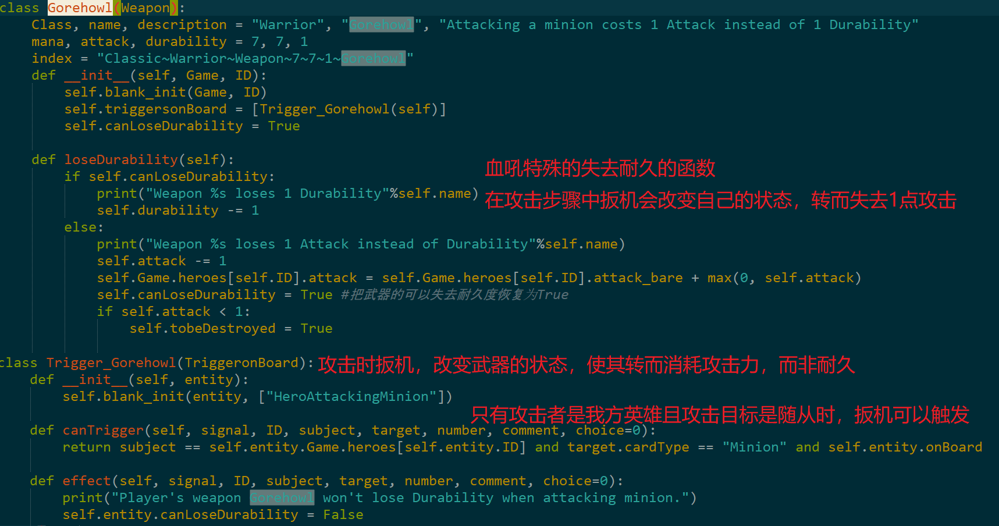 class Gorehowl(Weapon):
    Class, name, description = "Warrior", "Gorehowl", "Attacking a minion costs 1 Attack instead of 1 Durability"
    mana, attack, durability = 7, 7, 1
    index = "Classic~Warrior~Weapon~7~7~1~Gorehowl"
    def __init__(self, Game, ID):
        self.blank_init(Game, ID)
        self.triggersonBoard = [Trigger_Gorehowl(self)]
        self.canLoseDurability = True
    def loseDurability(self):
血吼特殊的失去耐久的函数
        if self.canLoseDurability:
            print("Weapon %s loses 1 Durability"%self.name)
在攻击步骤中扳机会改变自己的状态，转而失去1点攻击
            self.durability -= 1
        else:
            print("Weapon %s loses 1 Attack instead of Durability"%self.name)
            self.attack -= 1
            self.Game.heroes[self.ID].attack = self.Game.heroes[self.ID].attack_bare + max(0, self.attack)
            self.canLoseDurability = True #把武器的可以失去耐久度恢复为True
            if self.attack < 1:
                self.tobeDestroyed = True
class Trigger_Gorehowl(TriggeronBoard): 攻击时扳机，改变武器的状态，使其转而消耗攻击力，而非耐久
    def __init__(self, entity):
        self.blank_init(entity, ["HeroAttackingMinion"])
只有攻击者是我方英雄且攻击目标是随从时，扳机可以触发
    def canTrigger(self, signal, ID, subject, target, number, comment, choice=0):
        return subject == self.entity.Game.heroes[self.entity.ID] and target.cardType == "Minion" and self.entity.onBoard
    def effect(self, signal, ID, subject, target, number, comment, choice=0):
        print("Player's weapon Gorehowl won't lose Durability when attacking minion.")
        self.entity.canLoseDurability = False